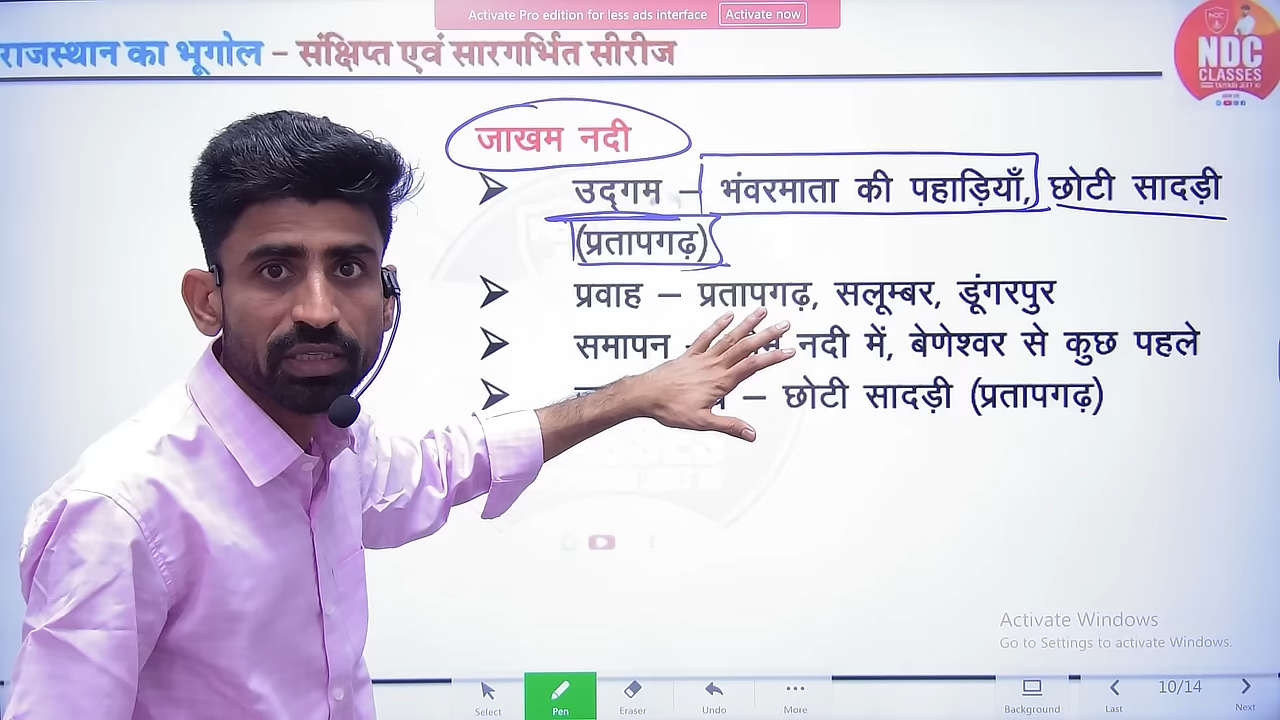 Activate Pro edition for less ads interface Activate now
राजस्थान का भूगोल – संक्षिप्त एवं सारगर्भित सीरीज
NDC
CLASSES
जाखम नदी
उद्गम – भंवरमाता की पहाड़ियाँ, छोटी सादड़ी
(प्रतापगढ़)
प्रवाह – प्रतापगढ़, सलूम्बर, डूंगरपुर
समापन – नदी में, बेणेश्वर से कुछ पहले
– छोटी सादड़ी (प्रतापगढ़)
Activate Windows
Go to Settings to activate Windows.
Select Pen Eraser Undo More Background Last 10/14 Next